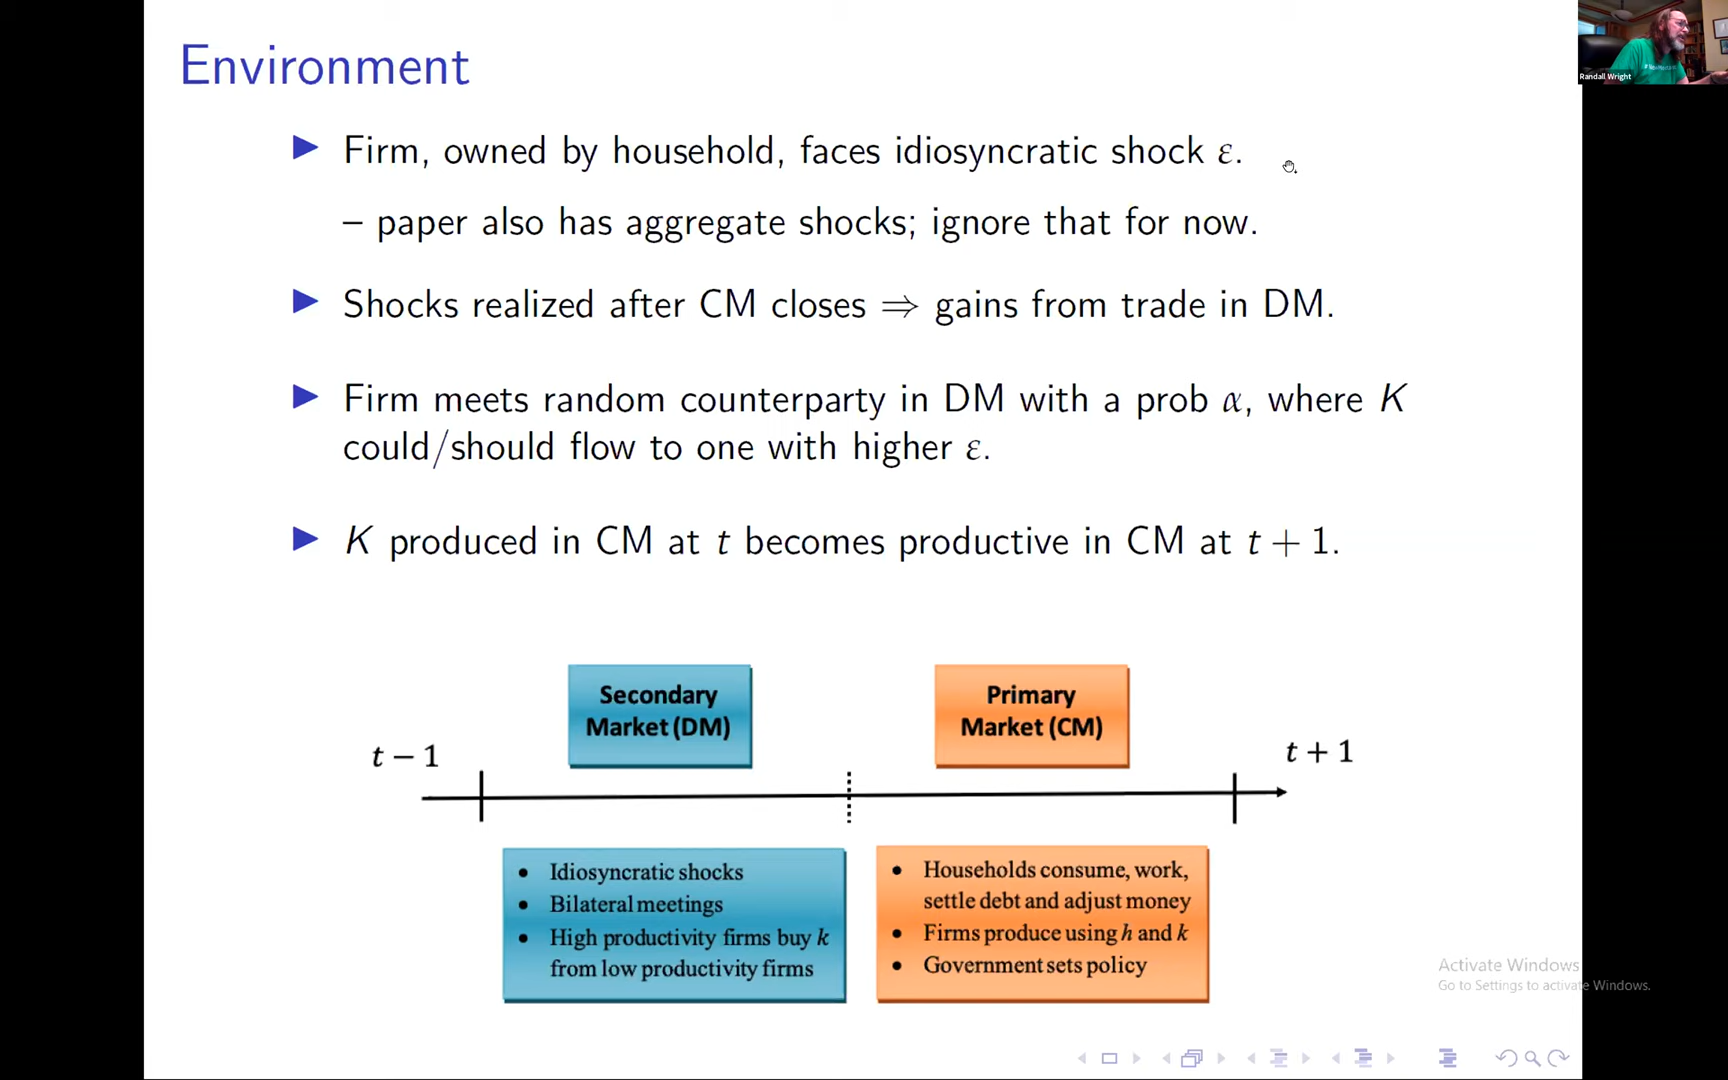 Environment
Randall Wright
▶ Firm, owned by household, faces idiosyncratic shock ε.
– paper also has aggregate shocks; ignore that for now.
▶ Shocks realized after CM closes ⇒ gains from trade in DM.
▶ Firm meets random counterparty in DM with a prob α, where K
could/should flow to one with higher ε.
▶ K produced in CM at t becomes productive in CM at t + 1.
Secondary
Market (DM)
Primary
Market (CM)
t − 1
t + 1
• Idiosyncratic shocks
• Bilateral meetings
• High productivity firms buy k
from low productivity firms
• Households consume, work,
settle debt and adjust money
• Firms produce using h and k
• Government sets policy
Activate Windows
Go to Settings to activate Windows.